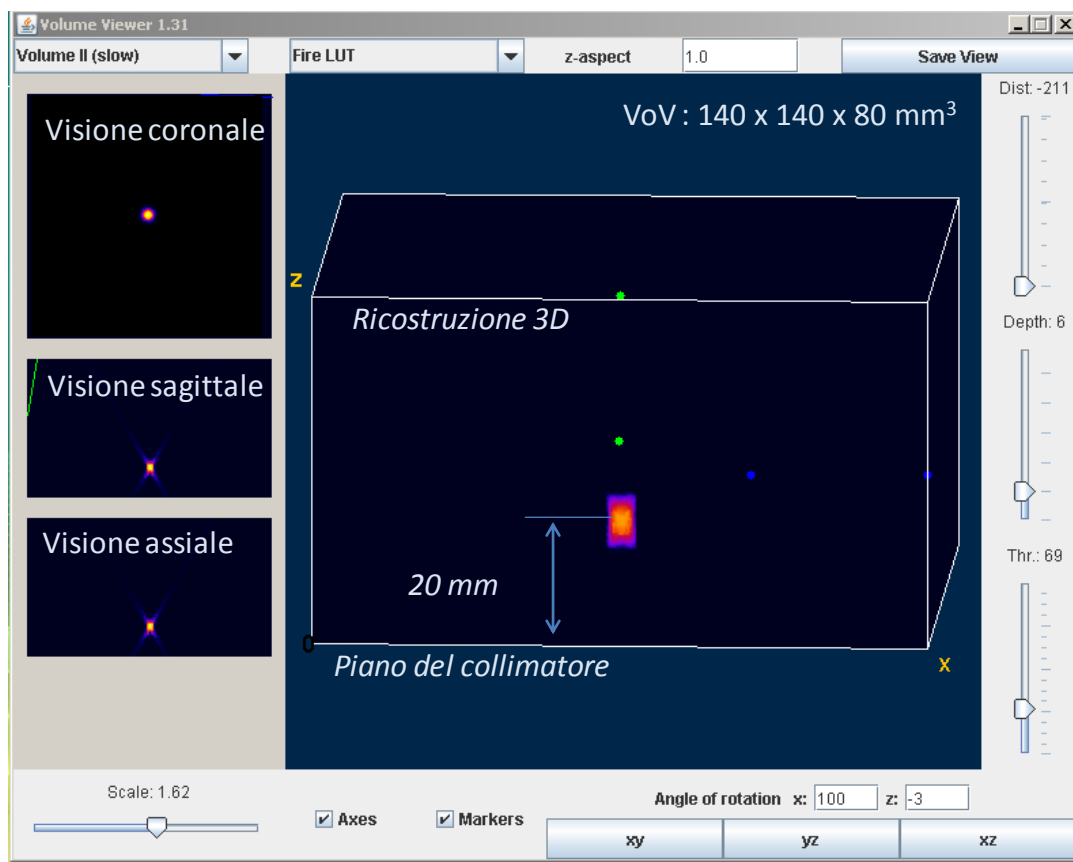 Volume Viewer 1.31
Volume II (slow)
Fire LUT
z-aspect
1.0
Save View
Visione coronale
Visione sagittale
Visione assiale
VoV : 140 x 140 x 80 mm³
Z
Ricostruzione 3D
20 mm
0
Piano del collimatore
X
Dist: -211
Depth: 6
Thr.: 69
Scale: 1.62
Axes
Markers
Angle of rotation x: 100 z: -3
xy
yz
xz